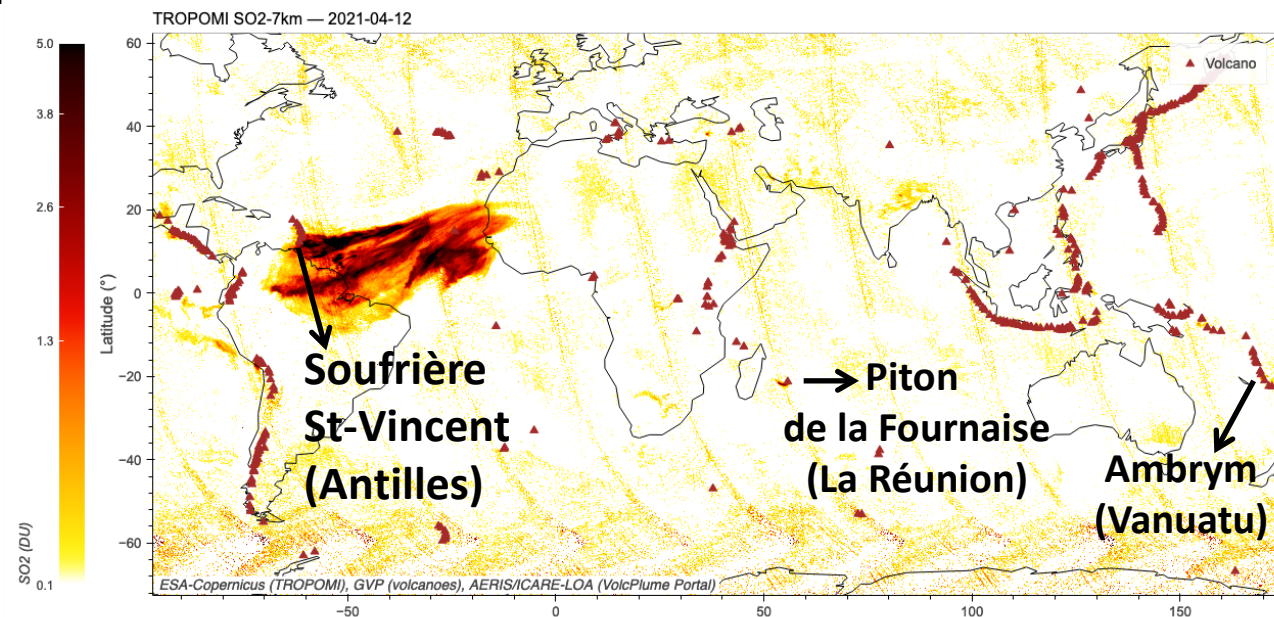 TROPOMI SO2-7km — 2021-04-12
5.0
3.8
2.6
1.3
0.1
SO2 (DU)
Latitude (°)
60
40
20
0
−20
−40
−60
Volcano
Soufrière
St-Vincent
(Antilles)
Piton
de la Fournaise
(La Réunion)
Ambrym
(Vanuatu)
ESA-Copernicus (TROPOMI), GVP (volcanoes), AERIS/ICARE-LOA (VolcPlume Portal)
−50
0
50
100
150